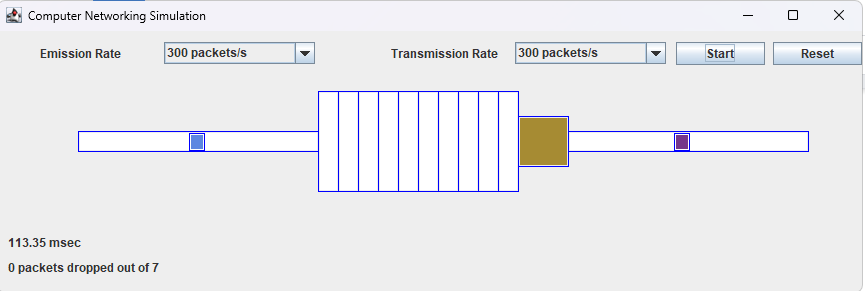 Computer Networking Simulation
Emission Rate 300 packets/s Transmission Rate 300 packets/s Start Reset
113.35 msec
0 packets dropped out of 7